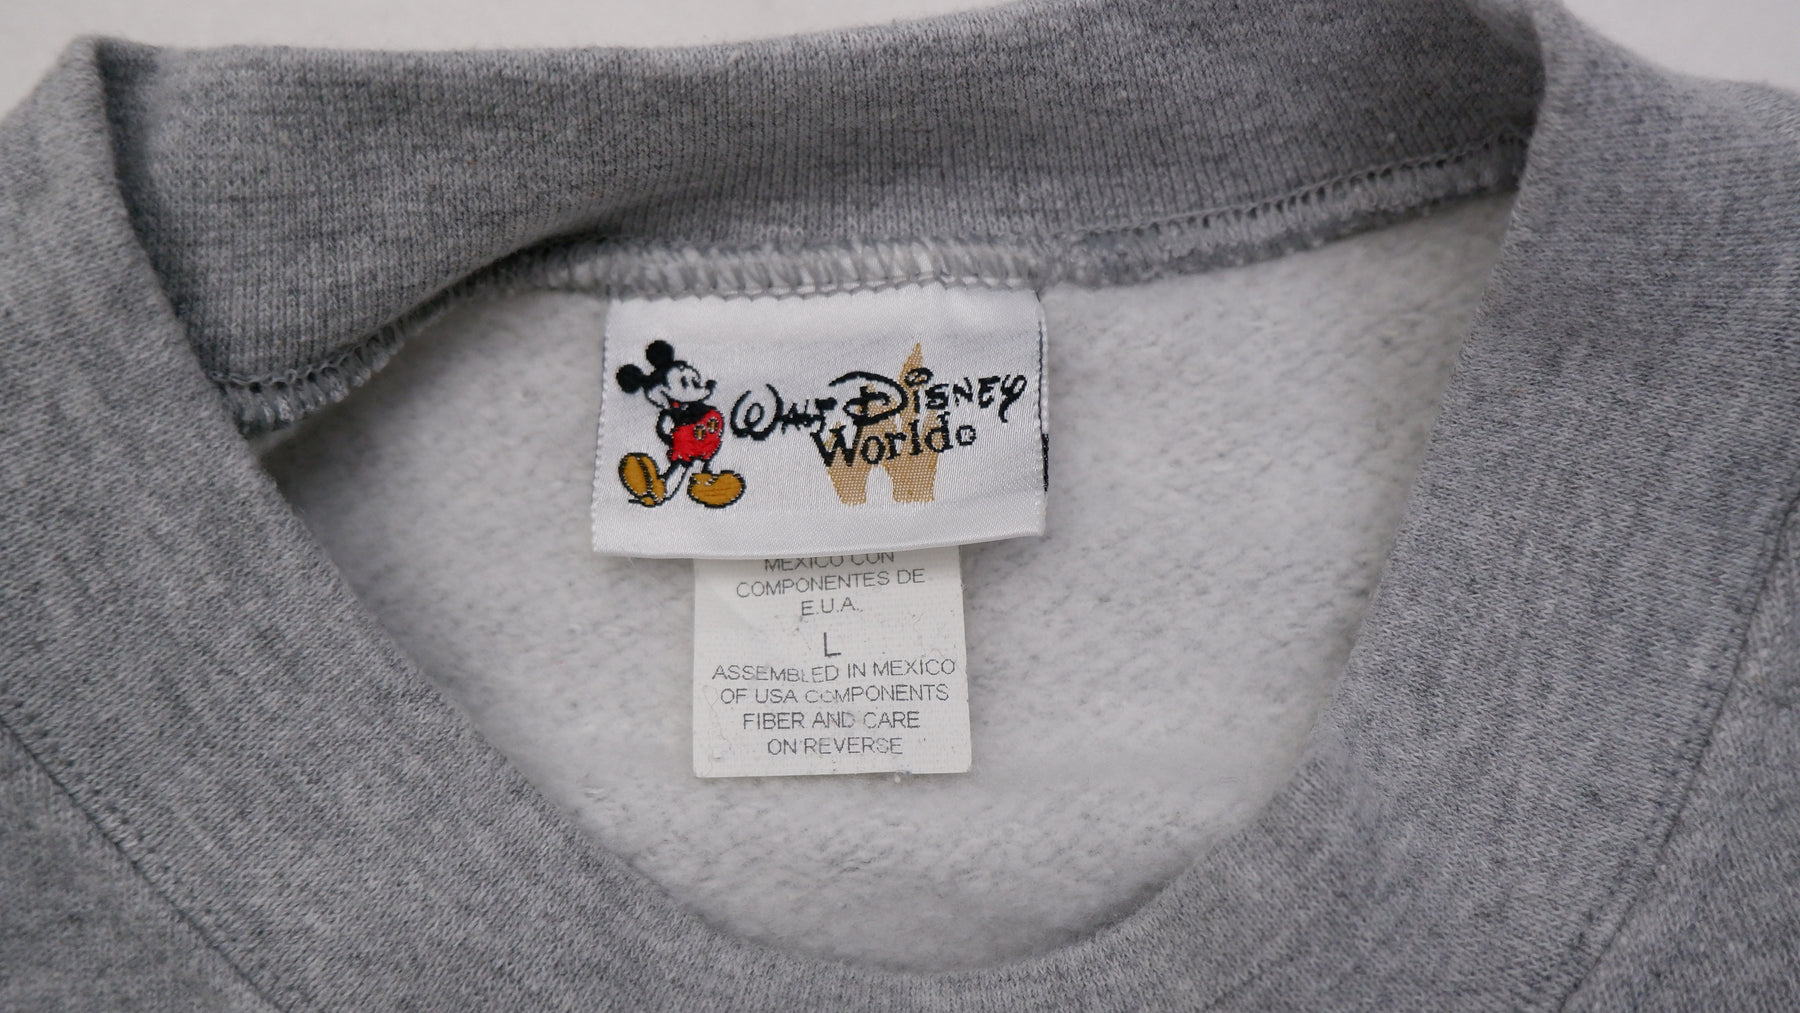 WALT DISNEY
World®
MEXICO CON
COMPONENTES DE
E.U.A.
L
ASSEMBLED IN MEXICO
OF USA COMPONENTS
FIBER AND CARE
ON REVERSE